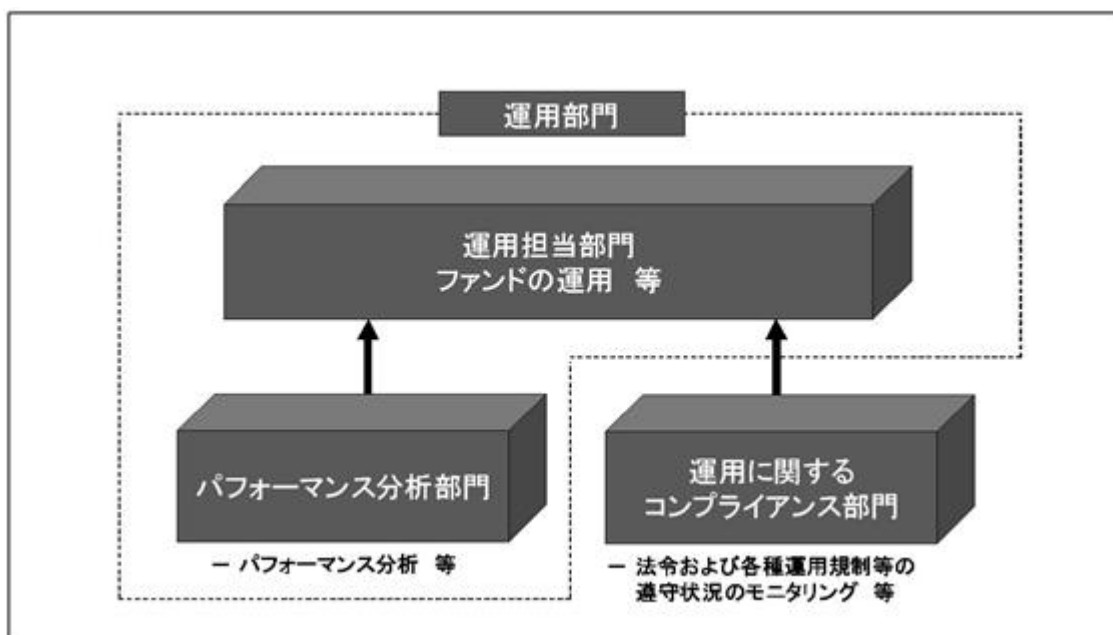 運用部門
運用担当部門
ファンドの運用 等
パフォーマンス分析部門
− パフォーマンス分析 等
運用に関する
コンプライアンス部門
− 法令および各種運用規制等の
遵守状況のモニタリング 等